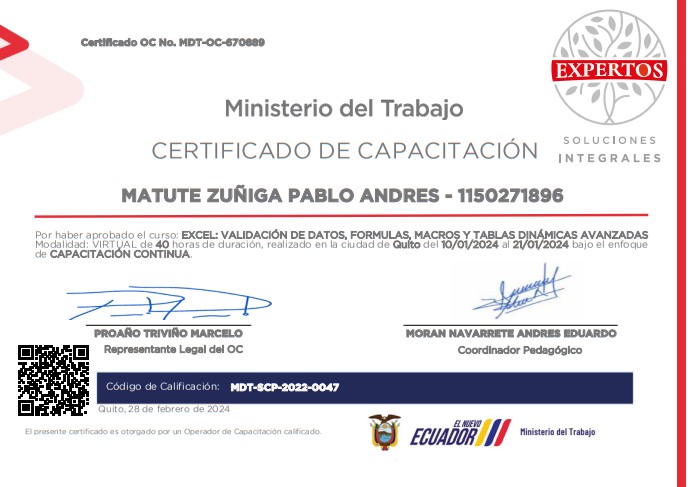 Certificado OC No. MDT-OC-670689
EXPERTOS
SOLUCIONES
INTEGRALES
Ministerio del Trabajo
CERTIFICADO DE CAPACITACIÓN
MATUTE ZUÑIGA PABLO ANDRES - 1150271896
Por haber aprobado el curso: EXCEL: VALIDACIÓN DE DATOS, FORMULAS, MACROS Y TABLAS DINÁMICAS AVANZADAS
Modalidad: VIRTUAL de 40 horas de duración, realizado en la ciudad de Quito del 10/01/2024 al 21/01/2024 bajo el enfoque
de CAPACITACIÓN CONTINUA.
PROAÑO TRIVIÑO MARCELO
Representante Legal del OC
MORAN NAVARRETE ANDRES EDUARDO
Coordinador Pedagógico
Código de Calificación: MDT-SCP-2022-0047
Quito, 28 de febrero de 2024
El presente certificado es otorgado por un Operador de Capacitación calificado.
EL NUEVO
ECUADOR
Ministerio del Trabajo